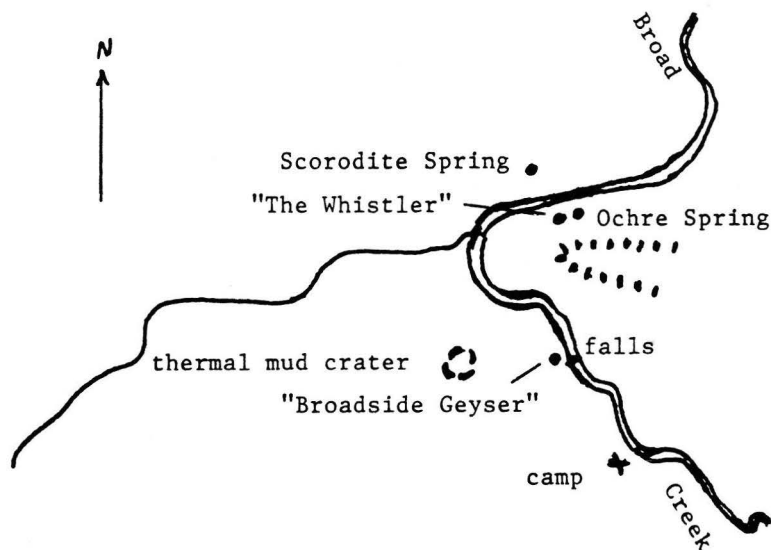 Broad
N
Scorodite Spring
"The Whistler"
Ochre Spring
falls
thermal mud crater
"Broadside Geyser"
camp
Creek